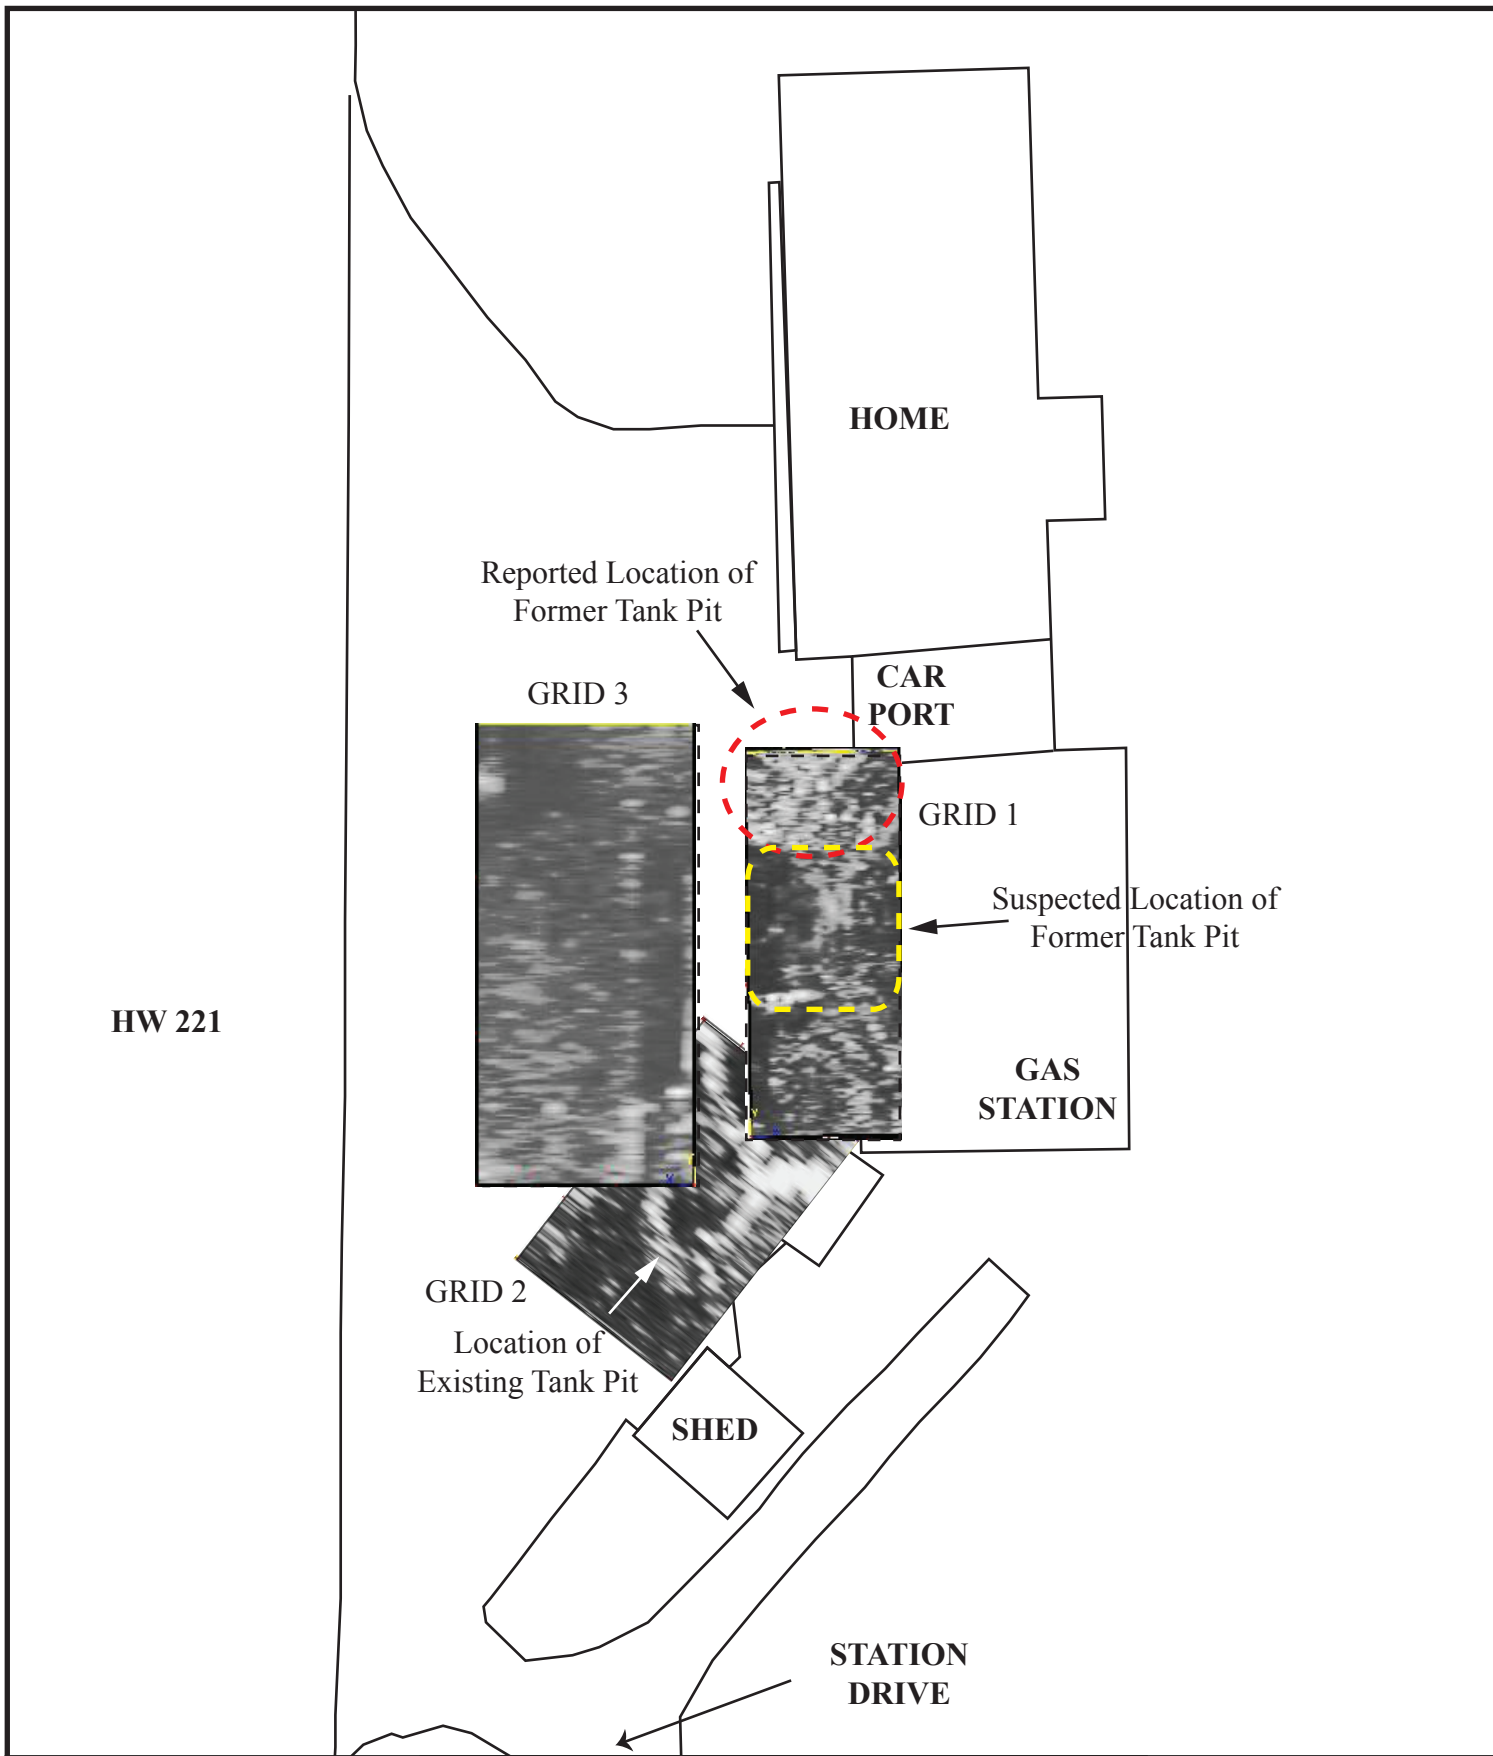 HOME
Reported Location of
Former Tank Pit
CAR
PORT
GRID 3
GRID 1
Suspected Location of
Former Tank Pit
HW 221
GAS
STATION
GRID 2
Location of
Existing Tank Pit
SHED
STATION
DRIVE